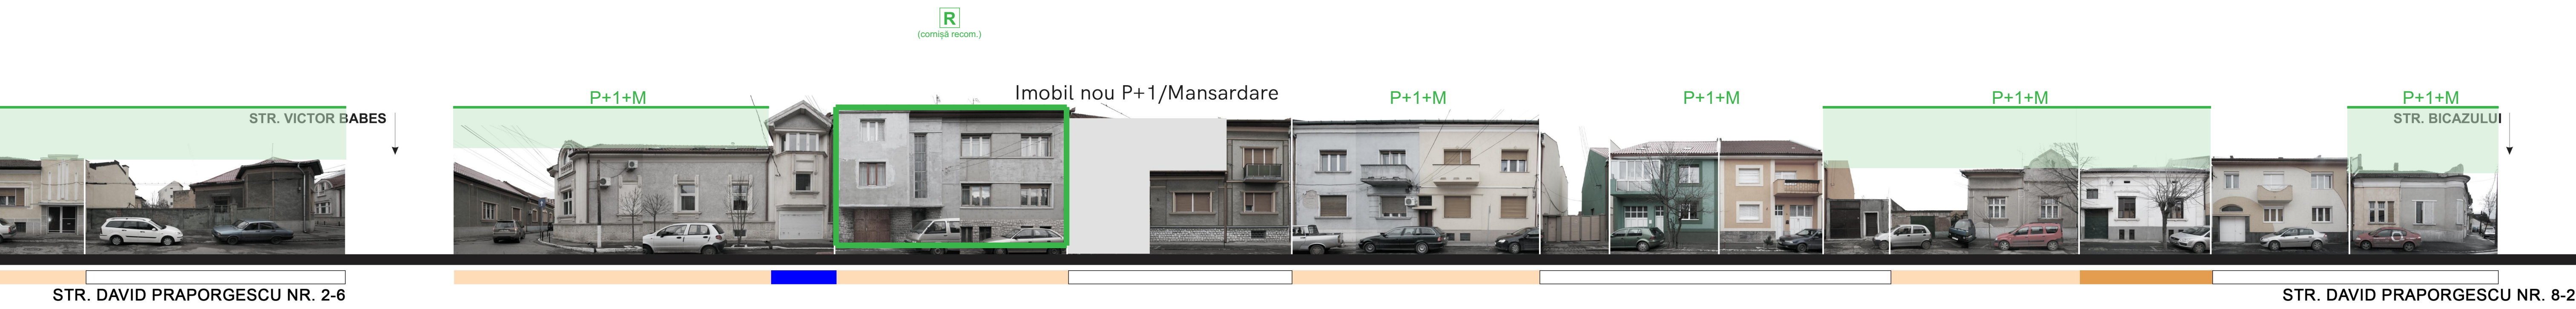 R
(cornișă recom.)
P+1+M
Imobil nou P+1/Mansardare
P+1+M
P+1+M
P+1+M
P+1+M
STR. VICTOR BABES
STR. BICAZULUI
STR. DAVID PRAPORGESCU NR. 2-6
STR. DAVID PRAPORGESCU NR. 8-2